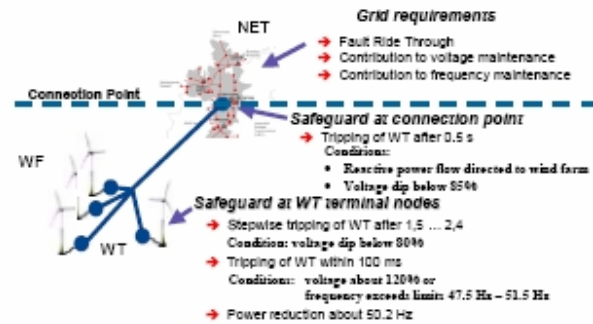 Grid requirements
NET
→ Fault Ride Through
→ Contribution to voltage maintenance
→ Contribution to frequency maintenance
Connection Point
Safeguard at connection point
→ Tripping of WT after 0.5 s
Conditions:
• Reactive power flow directed to wind farm
• Voltage dip below 85%
WF
Safeguard at WT terminal nodes
→ Stepwise tripping of WT after 1,5 ... 2,4
Condition: voltage dip below 80%
WT
→ Tripping of WT within 100 ms
Conditions: voltage about 120% or
frequency exceeds limits 47.5 Hz – 51.5 Hz
→ Power reduction about 50.2 Hz